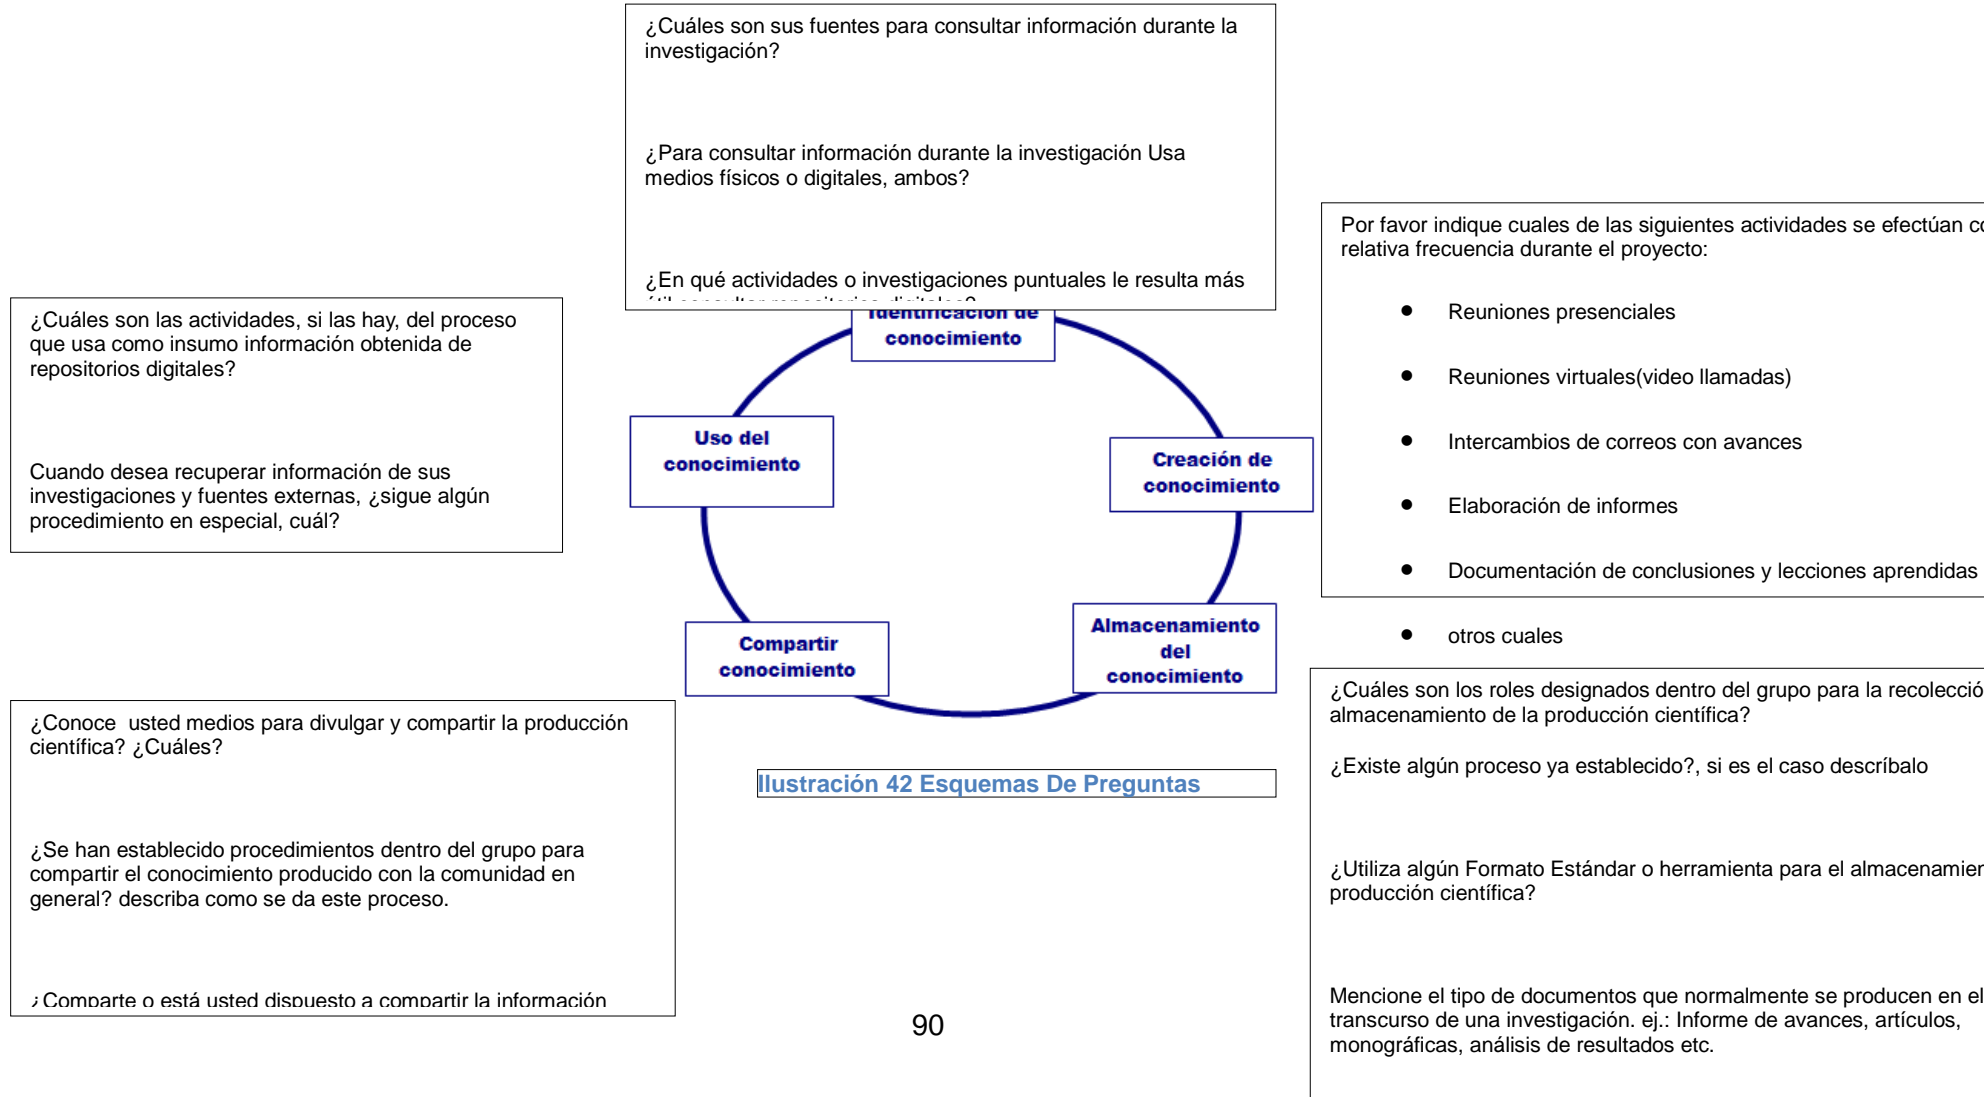 ¿Cuáles son sus fuentes para consultar información durante la
investigación?
¿Para consultar información durante la investigación Usa
medios físicos o digitales, ambos?
¿En qué actividades o investigaciones puntuales le resulta más
Por favor indique cuales de las siguientes actividades se efectúan
relativa frecuencia durante el proyecto:
• Reuniones presenciales
• Reuniones virtuales(video llamadas)
• Intercambios de correos con avances
• Elaboración de informes
• Documentación de conclusiones y lecciones aprendidas
• otros cuales
¿Cuáles son las actividades, si las hay, del proceso
que usa como insumo información obtenida de
repositorios digitales?
Cuando desea recuperar información de sus
investigaciones y fuentes externas, ¿sigue algún
procedimiento en especial, cuál?
Identificación de
conocimiento
Uso del
conocimiento
Creación de
conocimiento
Compartir
conocimiento
Almacenamiento
del
conocimiento
¿Conoce  usted medios para divulgar y compartir la producción
científica? ¿Cuáles?
¿Se han establecido procedimientos dentro del grupo para
compartir el conocimiento producido con la comunidad en
general? describa como se da este proceso.
¿Comparte o está usted dispuesto a compartir la información
Ilustración 42 Esquemas De Preguntas
¿Cuáles son los roles designados dentro del grupo para la
almacenamiento de la producción científica?
¿Existe algún proceso ya establecido?, si es el caso descríbalo
¿Utiliza algún Formato Estándar o herramienta para el
producción científica?
Mencione el tipo de documentos que normalmente se producen en el
transcurso de una investigación. ej.: Informe de avances, artículos,
monográficas, análisis de resultados etc.
90